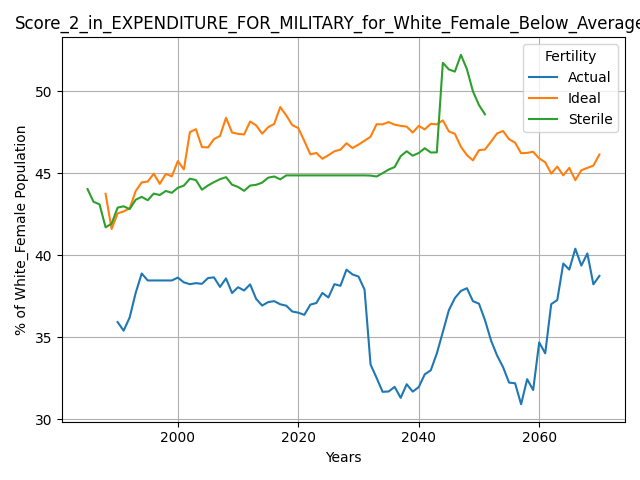 Score_2_in_EXPENDITURE_FOR_MILITARY_for_White_Female_Below_Average
Fertility
Actual
Ideal
Sterile
% of White_Female Population
50
45
40
35
30
2000
2020
2040
2060
Years